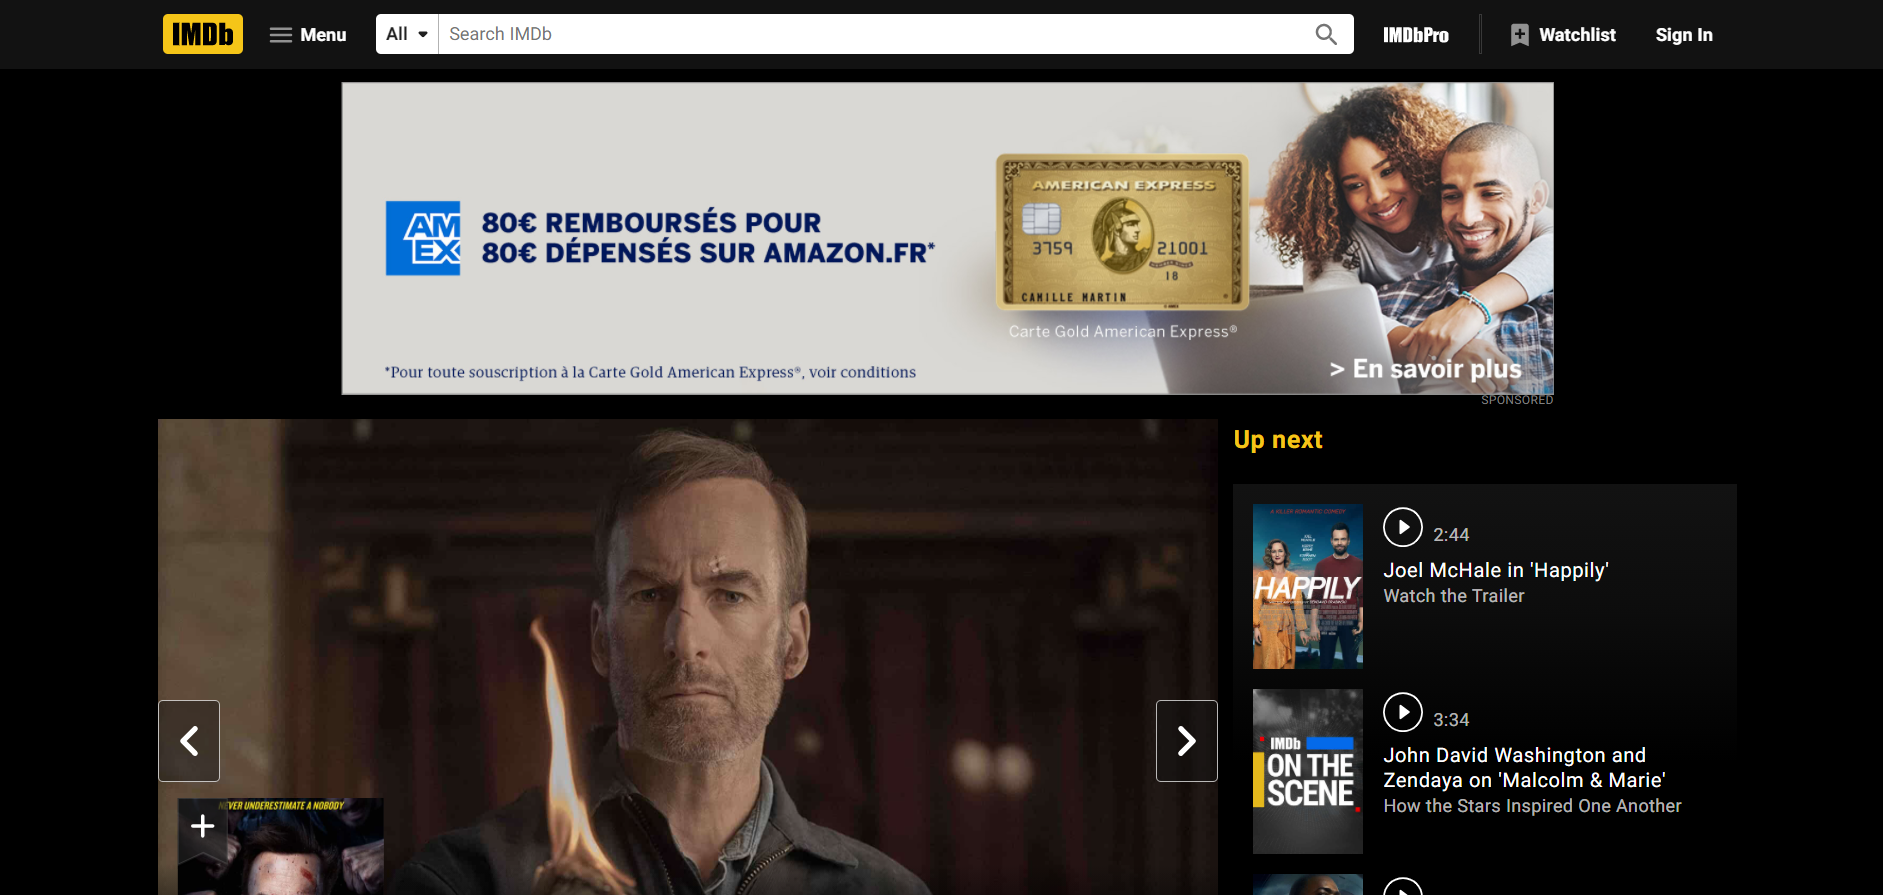 IMDb
Menu
All
Search IMDb
IMDbPro
Watchlist
Sign In
AM
EX
80€ REMBOURSÉS POUR
80€ DÉPENSÉS SUR AMAZON.FR*
AMERICAN EXPRESS
3759 21001
18
CAMILLE MARTIN
Carte Gold American Express®
*Pour toute souscription à la Carte Gold American Express®, voir conditions
> En savoir plus
SPONSORED
Up next
A KILLER ROMANTIC COMEDY
HAPPILY
2:44
Joel McHale in 'Happily'
Watch the Trailer
IMDb
ON THE
SCENE
3:34
John David Washington and
Zendaya on 'Malcolm & Marie'
How the Stars Inspired One Another
NEVER UNDERESTIMATE A NOBODY